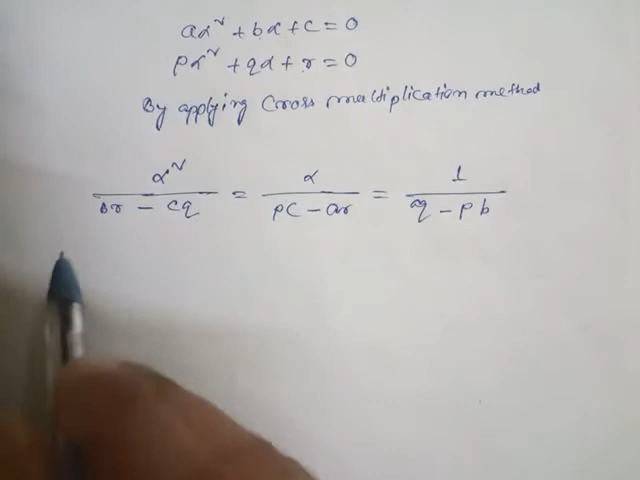 aα² + bα + c = 0
pα² + qα + r = 0
By applying Cross multiplication method
α² / br - cq = α / pc - ar = 1 / aq - pb